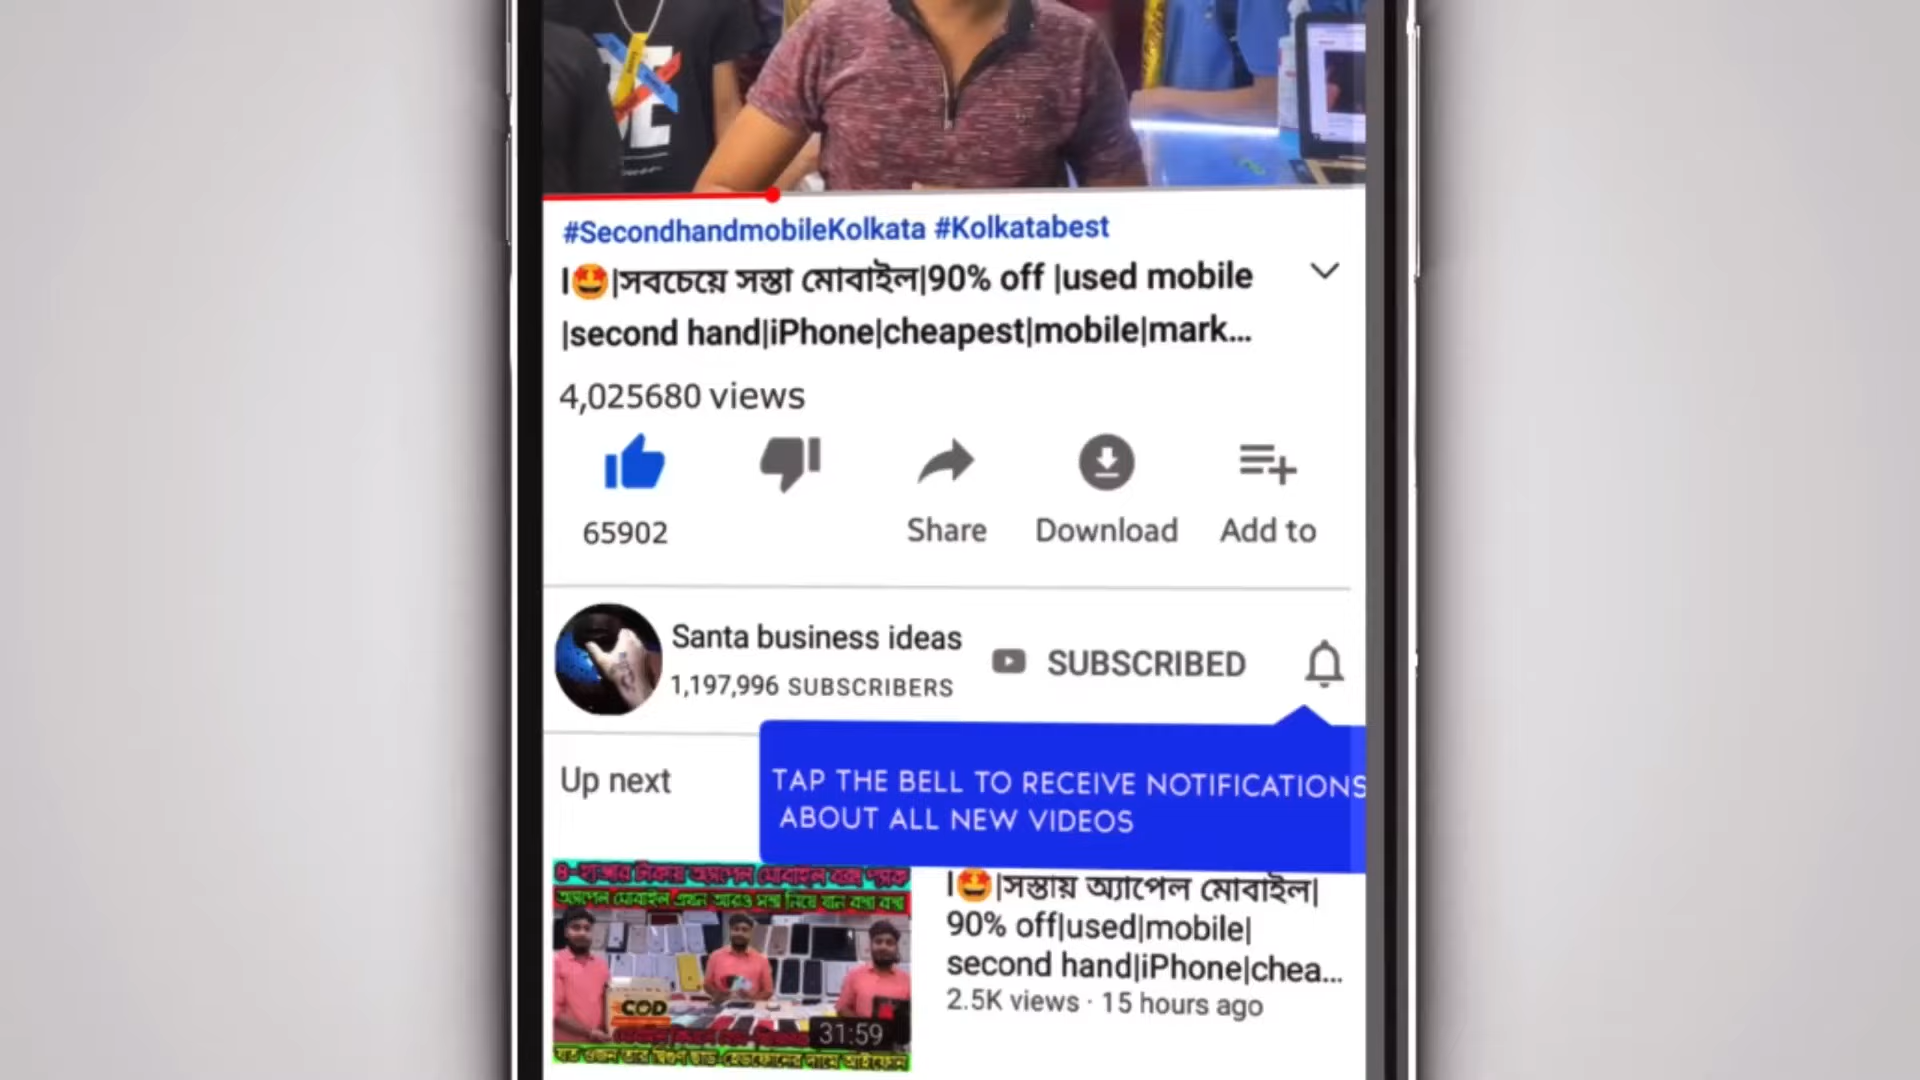 #SecondhandmobileKolkata #Kolkatabest
|🤩|সবচেয়ে সস্তা মোবাইল|90% off |used mobile
|second hand|iPhone|cheapest|mobile|mark...
4,025680 views
65902
Share
Download
Add to
Santa business ideas
SUBSCRIBED
1,197,996 SUBSCRIBERS
Up next
TAP THE BELL TO RECEIVE NOTIFICATIONS
ABOUT ALL NEW VIDEOS
|🤩|সস্তায় অ্যাপেল মোবাইল|
90% off|used|mobile|
second hand|iPhone|chea...
2.5K views · 15 hours ago
COD
31:59